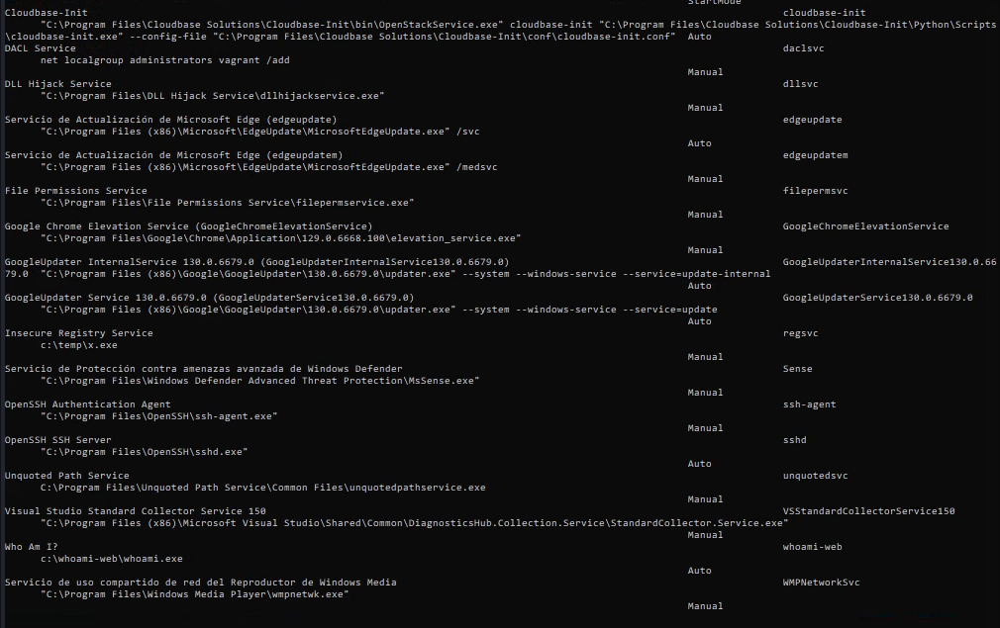 StartMode
Cloudbase-Init cloudbase-init
"C:\Program Files\Cloudbase Solutions\Cloudbase-Init\bin\OpenStackService.exe" cloudbase-init "C:\Program Files\Cloudbase Solutions\Cloudbase-Init\Python\Scripts
\cloudbase-init.exe" --config-file "C:\Program Files\Cloudbase Solutions\Cloudbase-Init\conf\cloudbase-init.conf" Auto
DACL Service daclsvc
net localgroup administrators vagrant /add
Manual
DLL Hijack Service dllsvc
"C:\Program Files\DLL Hijack Service\dllhijackservice.exe"
Manual
Servicio de Actualización de Microsoft Edge (edgeupdate) edgeupdate
"C:\Program Files (x86)\Microsoft\EdgeUpdate\MicrosoftEdgeUpdate.exe" /svc
Auto
Servicio de Actualización de Microsoft Edge (edgeupdatem) edgeupdatem
"C:\Program Files (x86)\Microsoft\EdgeUpdate\MicrosoftEdgeUpdate.exe" /medsvc
Manual
File Permissions Service filepermsvc
"C:\Program Files\File Permissions Service\filepermservice.exe"
Manual
Google Chrome Elevation Service (GoogleChromeElevationService) GoogleChromeElevationService
"C:\Program Files\Google\Chrome\Application\129.0.6668.100\elevation_service.exe"
Manual
GoogleUpdater InternalService 130.0.6679.0 (GoogleUpdaterInternalService130.0.6679.0) GoogleUpdaterInternalService130.0.66
79.0 "C:\Program Files (x86)\Google\GoogleUpdater\130.0.6679.0\updater.exe" --system --windows-service --service=update-internal
Auto
GoogleUpdater Service 130.0.6679.0 (GoogleUpdaterService130.0.6679.0) GoogleUpdaterService130.0.6679.0
"C:\Program Files (x86)\Google\GoogleUpdater\130.0.6679.0\updater.exe" --system --windows-service --service=update
Auto
Insecure Registry Service regsvc
c:\temp\x.exe
Manual
Servicio de Protección contra amenazas avanzada de Windows Defender Sense
"C:\Program Files\Windows Defender Advanced Threat Protection\MsSense.exe"
Manual
OpenSSH Authentication Agent ssh-agent
"C:\Program Files\OpenSSH\ssh-agent.exe"
Manual
OpenSSH SSH Server sshd
"C:\Program Files\OpenSSH\sshd.exe"
Auto
Unquoted Path Service unquotedsvc
C:\Program Files\Unquoted Path Service\Common Files\unquotedpathservice.exe
Manual
Visual Studio Standard Collector Service 150 VSStandardCollectorService150
"C:\Program Files (x86)\Microsoft Visual Studio\Shared\Common\DiagnosticsHub.Collection.Service\StandardCollector.Service.exe"
Manual
Who Am I? whoami-web
c:\whoami-web\whoami.exe
Auto
Servicio de uso compartido de red del Reproductor de Windows Media WMPNetworkSvc
"C:\Program Files\Windows Media Player\wmpnetwk.exe"
Manual